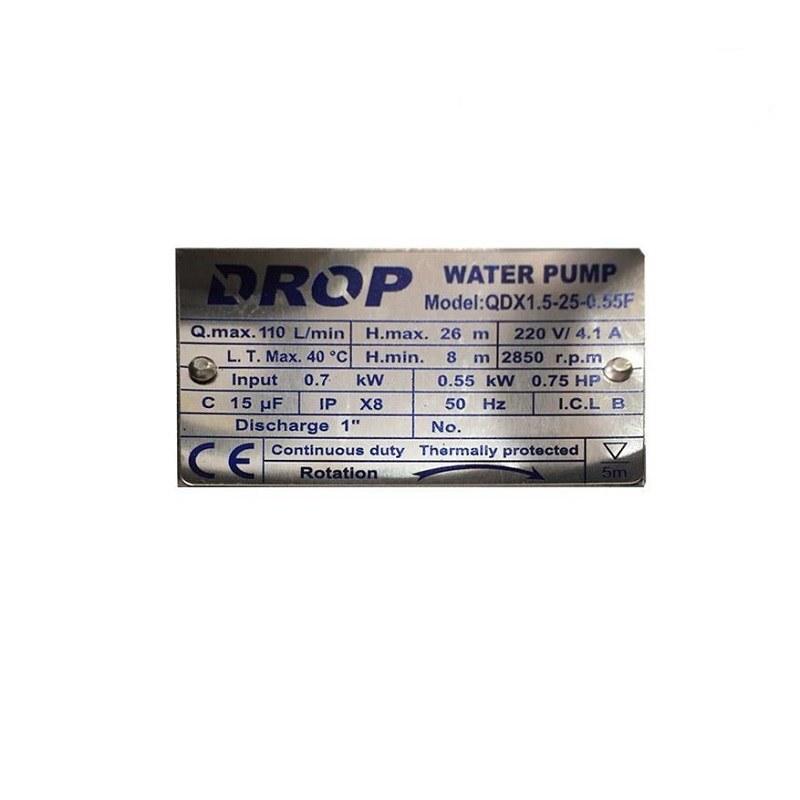 DROP WATER PUMP
Model:QDX1.5-25-0.55F
Q.max. 110 L/min H.max. 26 m 220 V/ 4.1 A
L. T. Max. 40 °C H.min. 8 m 2850 r.p.m
Input 0.7 kW 0.55 kW 0.75 HP
C 15 µF IP X8 50 Hz I.C.L B
Discharge 1" No.
CE Continuous duty Thermally protected
Rotation 5m